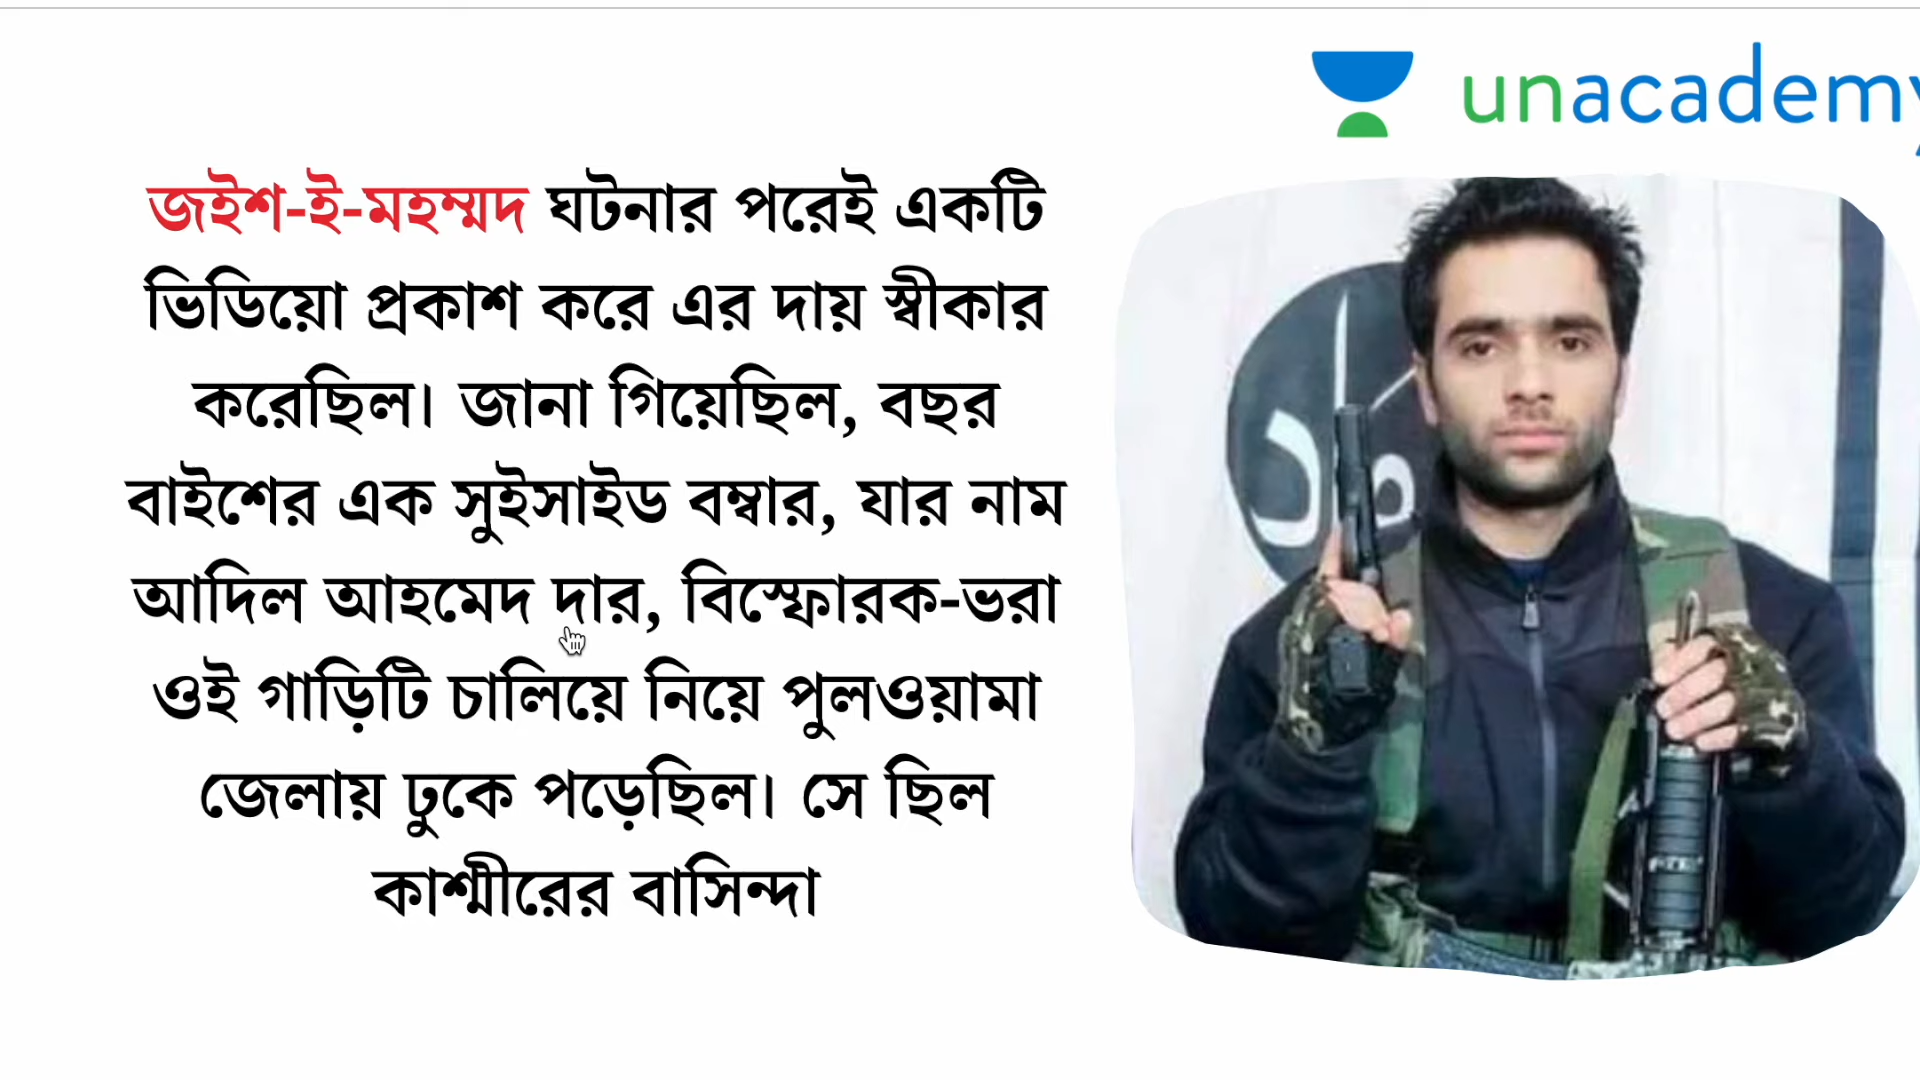 unacademy
জইশ-ই-মহম্মদ ঘটনার পরেই একটি
ভিডিয়ো প্রকাশ করে এর দায় স্বীকার
করেছিল। জানা গিয়েছিল, বছর
বাইশের এক সুইসাইড বম্বার, যার নাম
আদিল আহমেদ দার, বিস্ফোরক-ভরা
ওই গাড়িটি চালিয়ে নিয়ে পুলওয়ামা
জেলায় ঢুকে পড়েছিল। সে ছিল
কাশ্মীরের বাসিন্দা